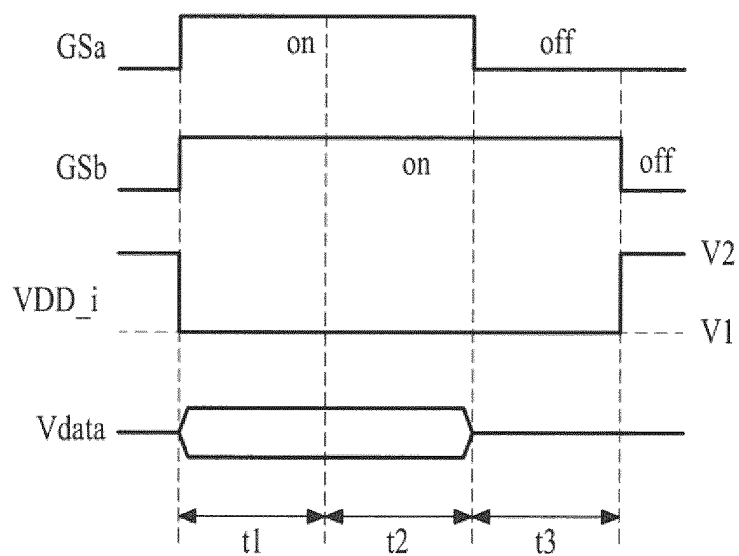 GSa
on
off
GSb
on
off
V2
VDD_i
V1
Vdata
t1
t2
t3